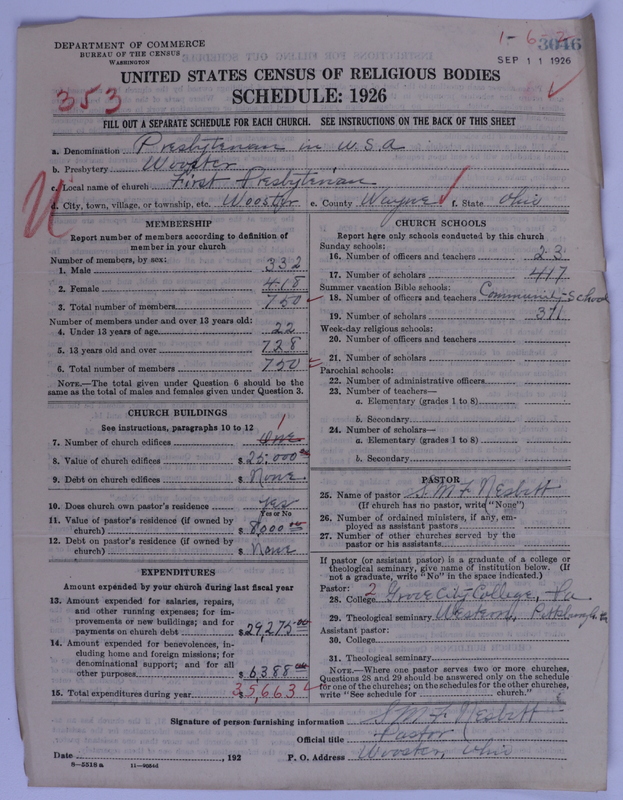 DEPARTMENT OF COMMERCE
BUREAU OF THE CENSUS
WASHINGTON
1-6-2
3046
SEP 11 1926
UNITED STATES CENSUS OF RELIGIOUS BODIES
353
SCHEDULE: 1926
FILL OUT A SEPARATE SCHEDULE FOR EACH CHURCH. SEE INSTRUCTIONS ON THE BACK OF THIS SHEET
a. Denomination Presbyterian in U.S.A
b. Presbytery Wooster
c. Local name of church First Presbyterian
d. City, town, village, or township, etc. Wooster e. County Wayne f. State Ohio
MEMBERSHIP
Report number of members according to definition of
member in your church
Number of members, by sex:
1. Male 332
2. Female 418
3. Total number of members 750
Number of members under and over 13 years old:
4. Under 13 years of age 22
5. 13 years old and over 728
6. Total number of members 750
NOTE.—The total given under Question 6 should be the
same as the total of males and females given under Question 3.
CHURCH BUILDINGS
See instructions, paragraphs 10 to 12
7. Number of church edifices One 1
8. Value of church edifices $ 25,000 00
9. Debt on church edifices $ None.
10. Does church own pastor's residence Yes
Yes or No
11. Value of pastor's residence (if owned by
church) $ 8,000 00
12. Debt on pastor's residence (if owned by
church) $ None
EXPENDITURES
Amount expended by your church during last fiscal year
13. Amount expended for salaries, repairs,
and other running expenses; for im-
provements or new buildings; and for
payments on church debt $ 29,275 00
14. Amount expended for benevolences, in-
cluding home and foreign missions; for
denominational support; and for all
other purposes $ 6,388 00
15. Total expenditures during year $ 35,663
CHURCH SCHOOLS
Report here only schools conducted by this church
Sunday schools:
16. Number of officers and teachers 23
17. Number of scholars 417
Summer vacation Bible schools:
18. Number of officers and teachers Community School
19. Number of scholars 371
Week-day religious schools:
20. Number of officers and teachers
21. Number of scholars
Parochial schools:
22. Number of administrative officers
23. Number of teachers—
a. Elementary (grades 1 to 8)
b. Secondary
24. Number of scholars—
a. Elementary (grades 1 to 8)
b. Secondary
PASTOR
25. Name of pastor S. M. F. Nesbitt
(If church has no pastor, write "None")
26. Number of ordained ministers, if any, em-
ployed as assistant pastors
27. Number of other churches served by the
pastor or his assistants
If pastor (or assistant pastor) is a graduate of a college or
theological seminary, give name of institution below. (If
not a graduate, write "No" in the space indicated.)
Pastor: 2
28. College Grove City College, Pa.
29. Theological seminary Western, Pittsburgh
Assistant pastor:
30. College
31. Theological seminary
NOTE.—Where one pastor serves two or more churches,
Questions 28 and 29 should be answered only on the schedule
for one of the churches; on the schedules for the other churches,
write "See schedule for church."
Signature of person furnishing information S. M. F. Nesbitt
Official title Pastor
Date , 192 P. O. Address Wooster, Ohio
8—5518a 11—9054d